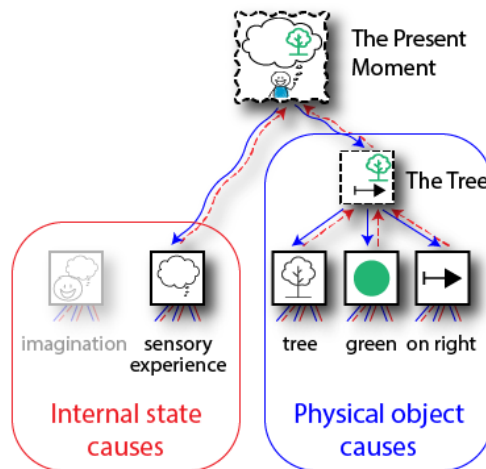 The Present
Moment
The Tree
imagination
sensory
experience
tree
green
on right
Internal state
causes
Physical object
causes